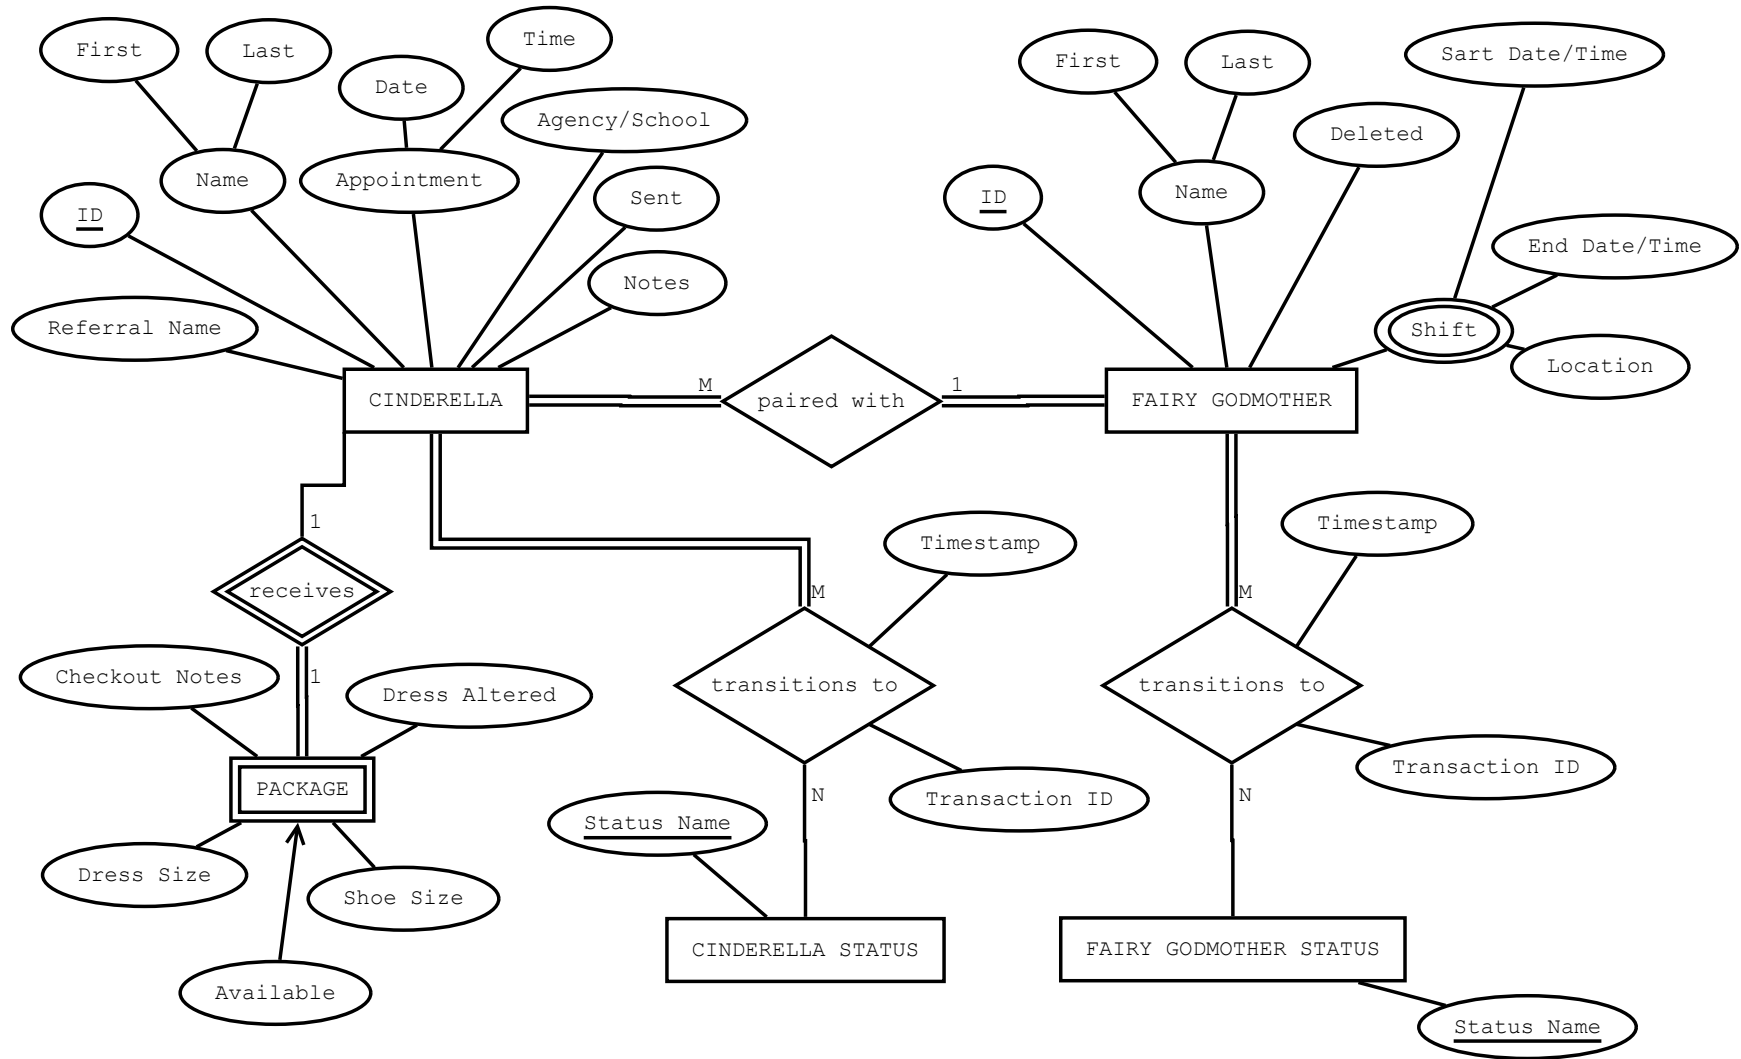 First
Last
Time
Date
Agency/School
Name
Appointment
Sent
ID
Notes
Referral Name
First
Last
Sart Date/Time
Deleted
ID
Name
End Date/Time
Shift
Location
CINDERELLA
M
paired with
1
FAIRY GODMOTHER
1
receives
1
Checkout Notes
Dress Altered
PACKAGE
Dress Size
Shoe Size
Available
M
Timestamp
transitions to
Transaction ID
N
Status Name
CINDERELLA STATUS
M
Timestamp
transitions to
Transaction ID
N
FAIRY GODMOTHER STATUS
Status Name